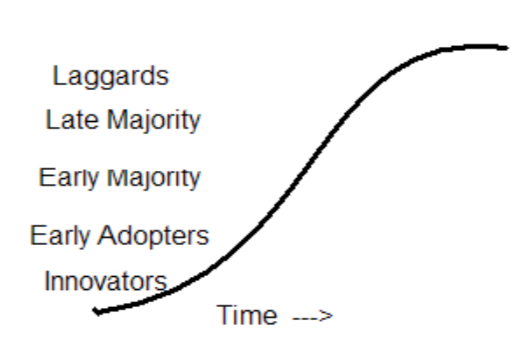 Laggards
Late Majority
Early Majority
Early Adopters
Innovators
Time --->